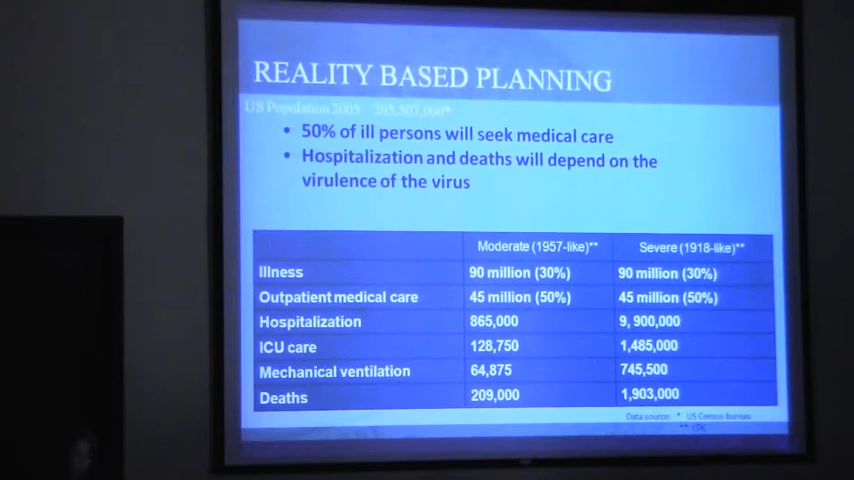 REALITY BASED PLANNING
US Population 2005 295,507,000*
• 50% of ill persons will seek medical care
• Hospitalization and deaths will depend on the
virulence of the virus
Moderate (1957-like)** Severe (1918-like)**
Illness 90 million (30%) 90 million (30%)
Outpatient medical care 45 million (50%) 45 million (50%)
Hospitalization 865,000 9, 900,000
ICU care 128,750 1,485,000
Mechanical ventilation 64,875 745,500
Deaths 209,000 1,903,000
Data source: * US Census bureau
** CDC